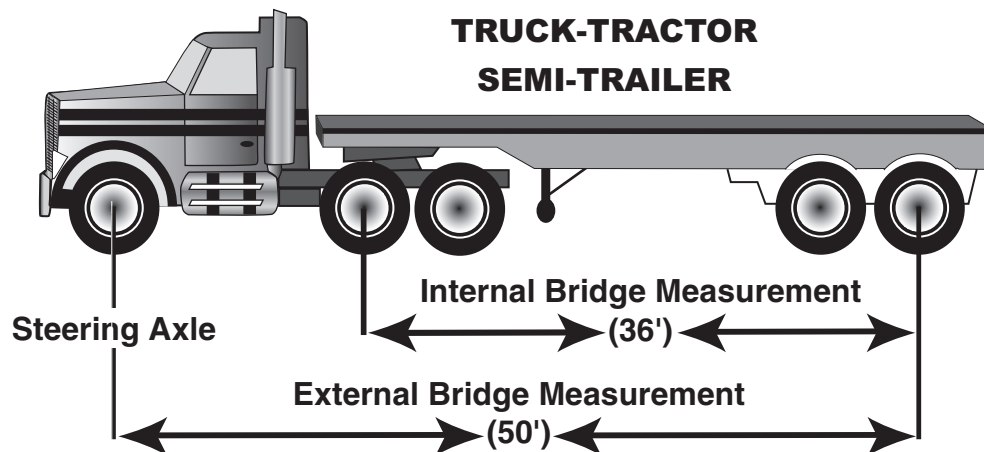 TRUCK-TRACTOR
SEMI-TRAILER
Internal Bridge Measurement
(36')
Steering Axle
External Bridge Measurement
(50')